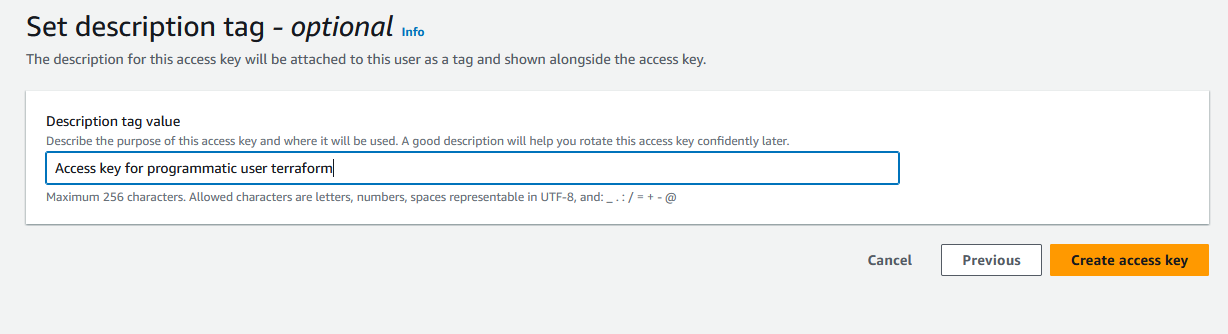 Set description tag - optional Info
The description for this access key will be attached to this user as a tag and shown alongside the access key.
Description tag value
Describe the purpose of this access key and where it will be used. A good description will help you rotate this access key confidently later.
Access key for programmatic user terraform
Maximum 256 characters. Allowed characters are letters, numbers, spaces representable in UTF-8, and: _ . : / = + - @
Cancel Previous Create access key